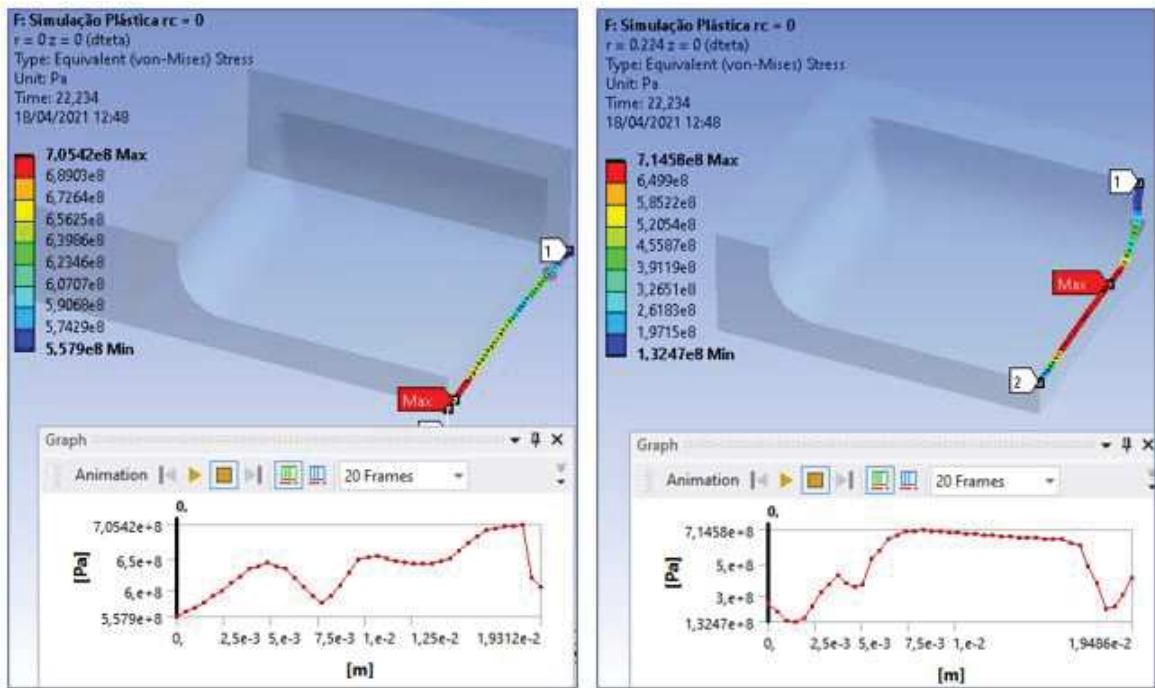 F: Simulação Plástica rc = 0
r = 0 z = 0 (dteta)
Type: Equivalent (von-Mises) Stress
Unit: Pa
Time: 22,234
18/04/2021 12:48
7,0542e8 Max
6,8903e8
6,7264e8
6,5625e8
6,3986e8
6,2346e8
6,0707e8
5,9068e8
5,7429e8
5,579e8 Min
1
Max
Graph
Animation
20 Frames
0,
7,0542e+8
6,5e+8
6,e+8
5,579e+8
[Pa]
0, 2,5e-3 5,e-3 7,5e-3 1,e-2 1,25e-2 1,9312e-2
[m]
F: Simulação Plástica rc = 0
r = 0.224 z = 0 (dteta)
Type: Equivalent (von-Mises) Stress
Unit: Pa
Time: 22,234
18/04/2021 12:48
7,1458e8 Max
6,499e8
5,8522e8
5,2054e8
4,5587e8
3,9119e8
3,2651e8
2,6183e8
1,9715e8
1,3247e8 Min
1
Max
2
Graph
Animation
20 Frames
0,
7,1458e+8
5,e+8
3,e+8
1,3247e+8
[Pa]
0, 2,5e-3 5,e-3 7,5e-3 1,e-2 1,9486e-2
[m]